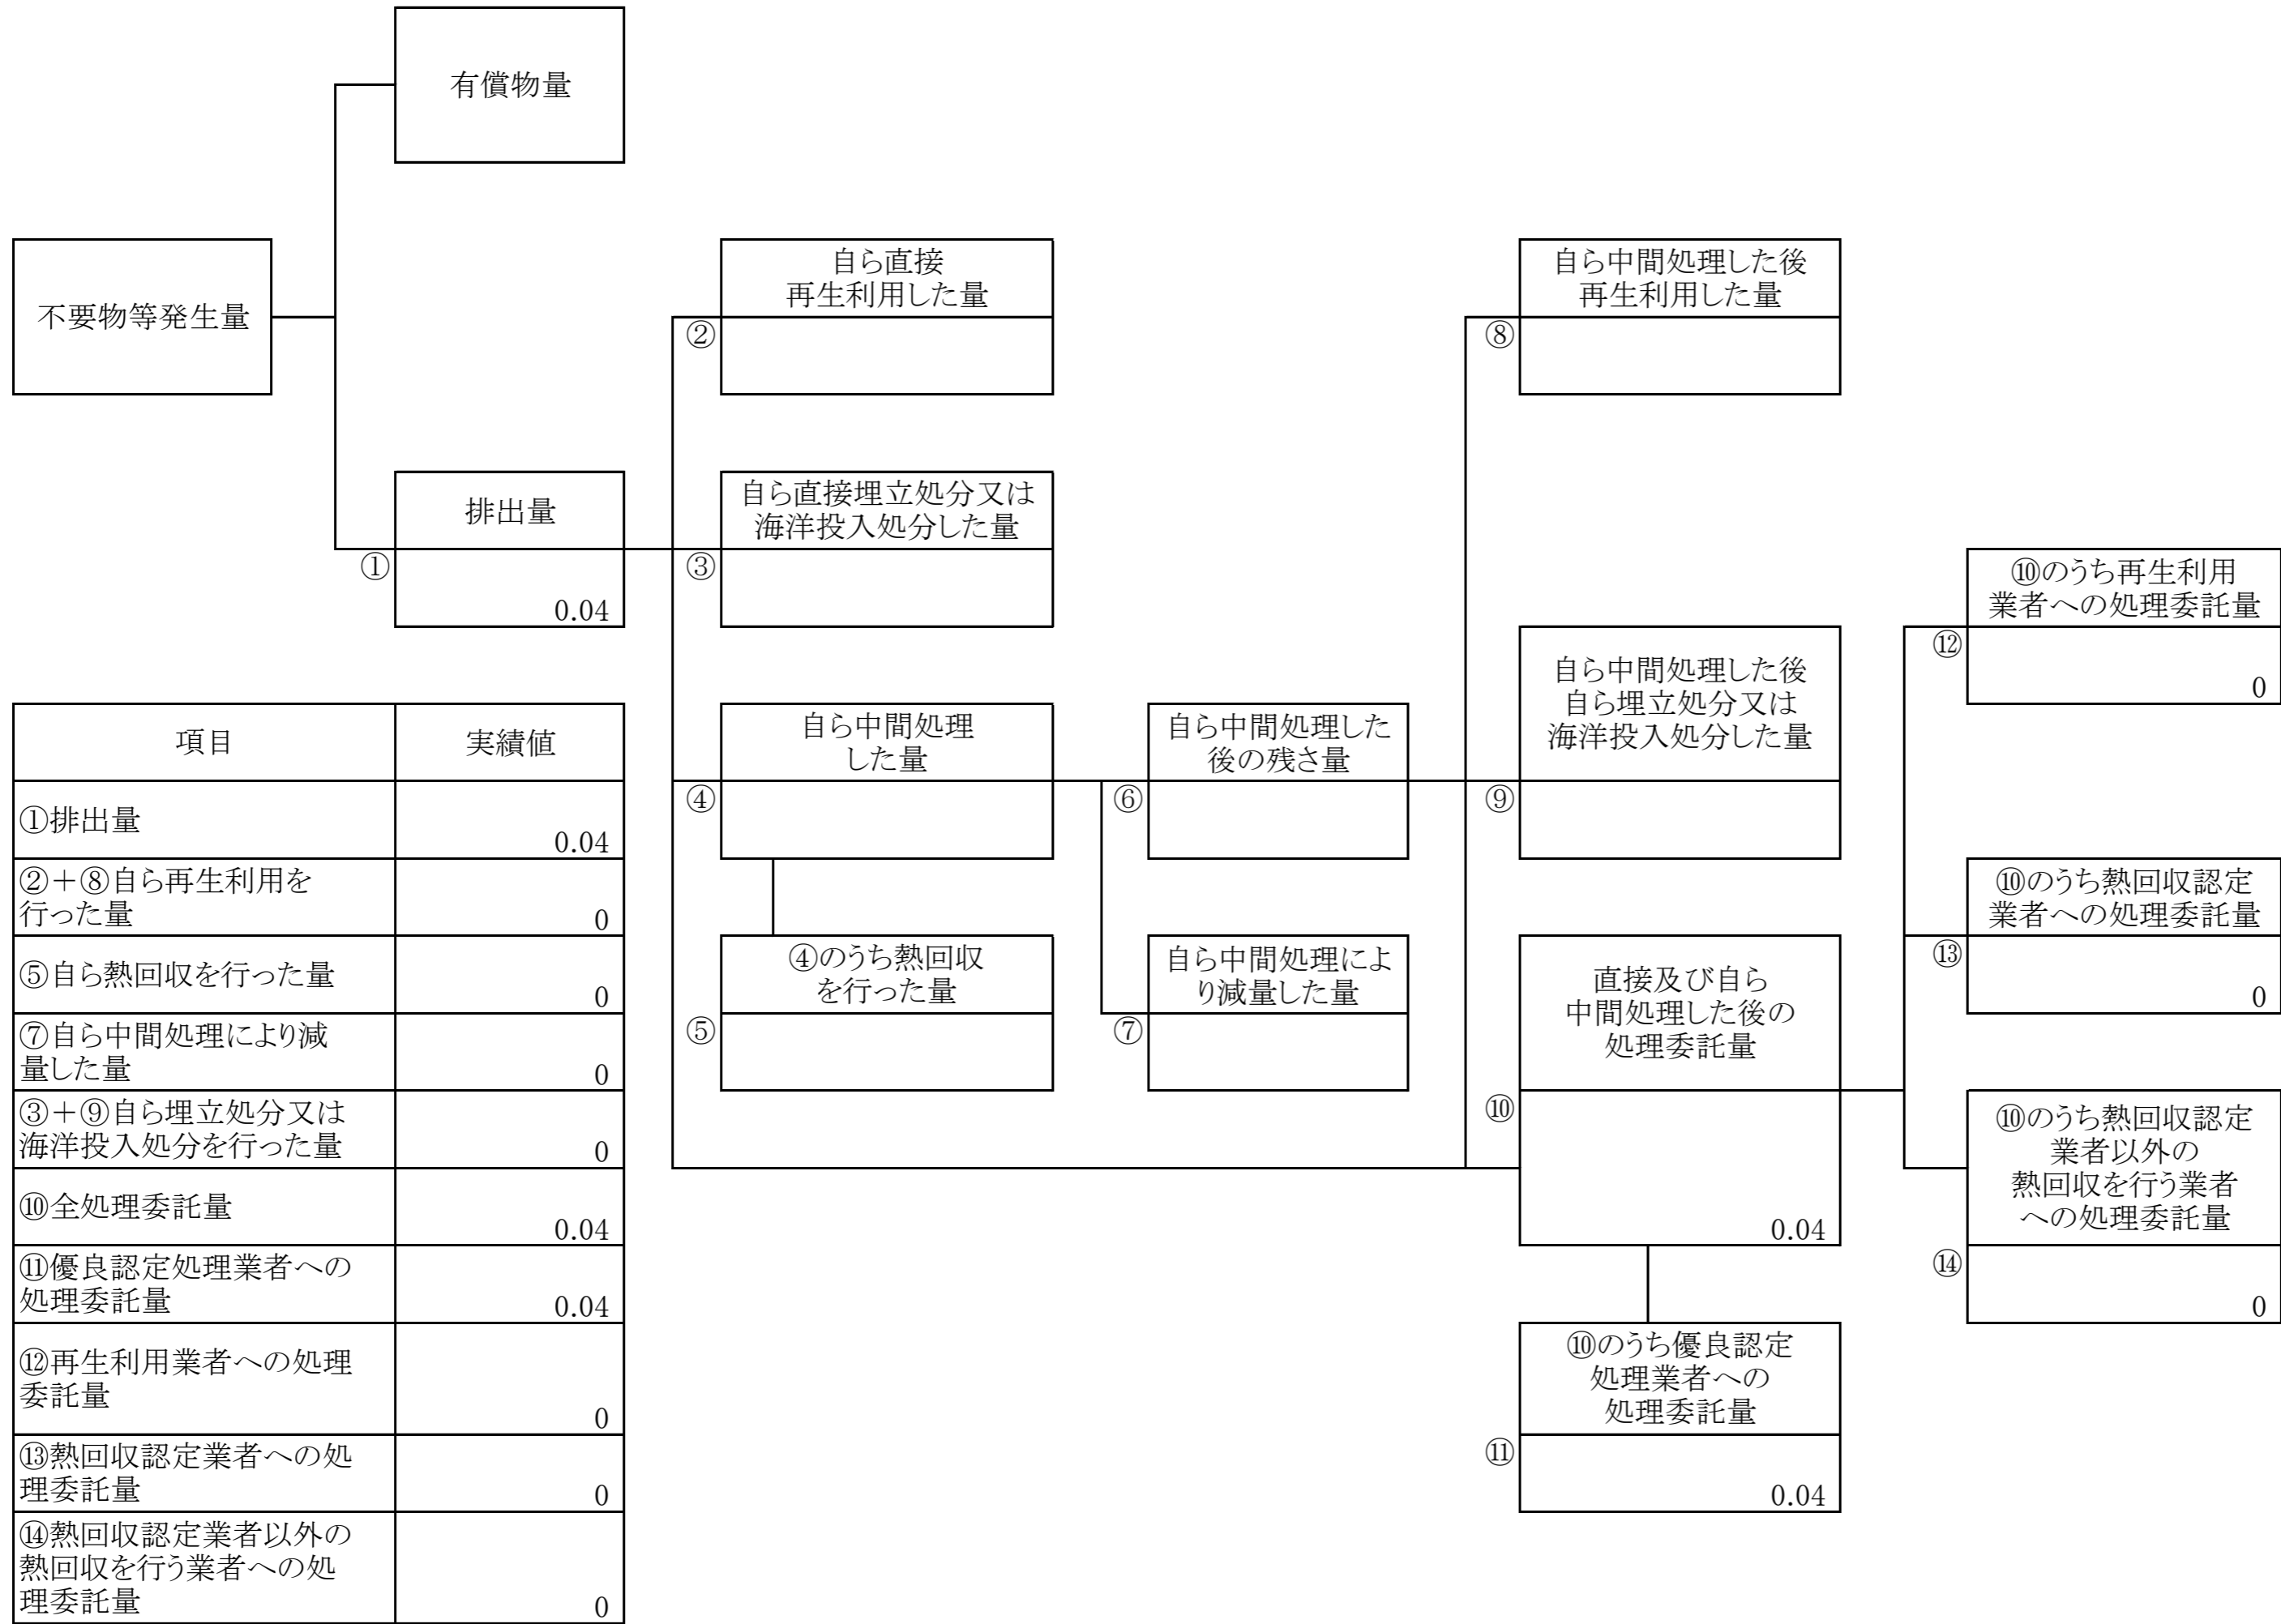 有償物量
不要物等発生量
自ら直接
再生利用した量
②
自ら中間処理した後
再生利用した量
⑧
排出量
①
0.04
自ら直接埋立処分又は
海洋投入処分した量
③
⑩のうち再生利用
業者への処理委託量
⑫
0
自ら中間処理した後
自ら埋立処分又は
海洋投入処分した量
⑨
自ら中間処理
した量
④
自ら中間処理した
後の残さ量
⑥
⑩のうち熱回収認定
業者への処理委託量
⑬
0
④のうち熱回収
を行った量
⑤
自ら中間処理によ
り減量した量
⑦
直接及び自ら
中間処理した後の
処理委託量
⑩
0.04
⑩のうち熱回収認定
業者以外の
熱回収を行う業者
への処理委託量
⑭
0
⑩のうち優良認定
処理業者への
処理委託量
⑪
0.04
項目 実績値
①排出量
0.04
②+⑧自ら再生利用を
行った量
0
⑤自ら熱回収を行った量
0
⑦自ら中間処理により減
量した量
0
③+⑨自ら埋立処分又は
海洋投入処分を行った量
0
⑩全処理委託量
0.04
⑪優良認定処理業者への
処理委託量
0.04
⑫再生利用業者への処理
委託量
0
⑬熱回収認定業者への処
理委託量
0
⑭熱回収認定業者以外の
熱回収を行う業者への処
理委託量
0